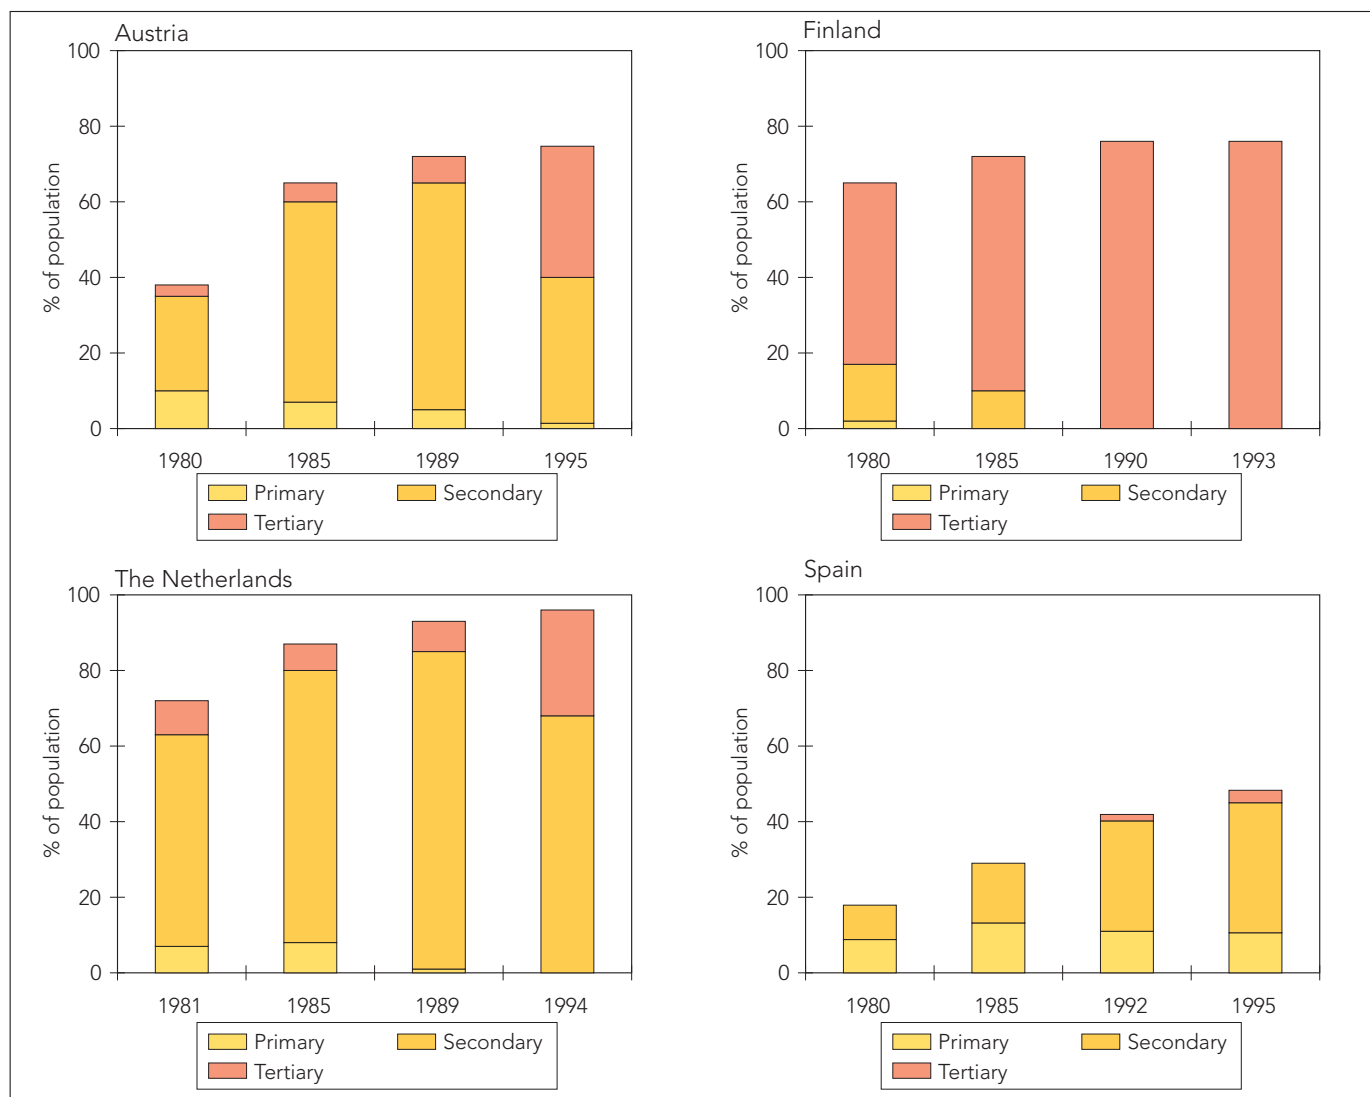 Austria
100
80
60
40
20
0
% of population
1980 1985 1989 1995
Primary Secondary
Tertiary
Finland
100
80
60
40
20
0
% of population
1980 1985 1990 1993
Primary Secondary
Tertiary
The Netherlands
100
80
60
40
20
0
% of population
1981 1985 1989 1994
Primary Secondary
Tertiary
Spain
100
80
60
40
20
0
% of population
1980 1985 1992 1995
Primary Secondary
Tertiary